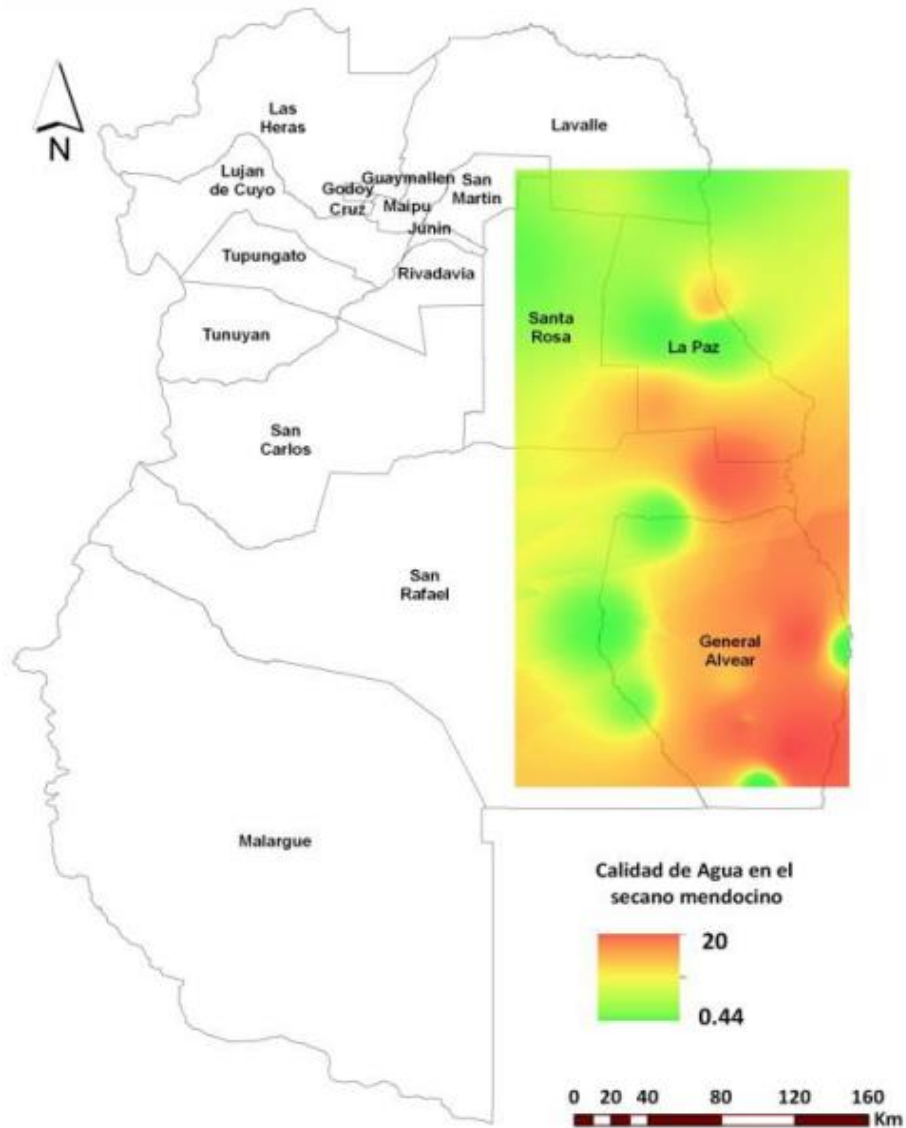 Las
Heras
Lavalle
Lujan
de Cuyo
Guaymallen
Godoy
Cruz
Maipu
San
Martin
Junin
Tupungato
Rivadavia
Tunuyan
Santa
Rosa
La Paz
San
Carlos
San
Rafael
General
Alvear
Malargue
N
Calidad de Agua en el
secano mendocino
20
0.44
0 20 40 80 120 160
Km